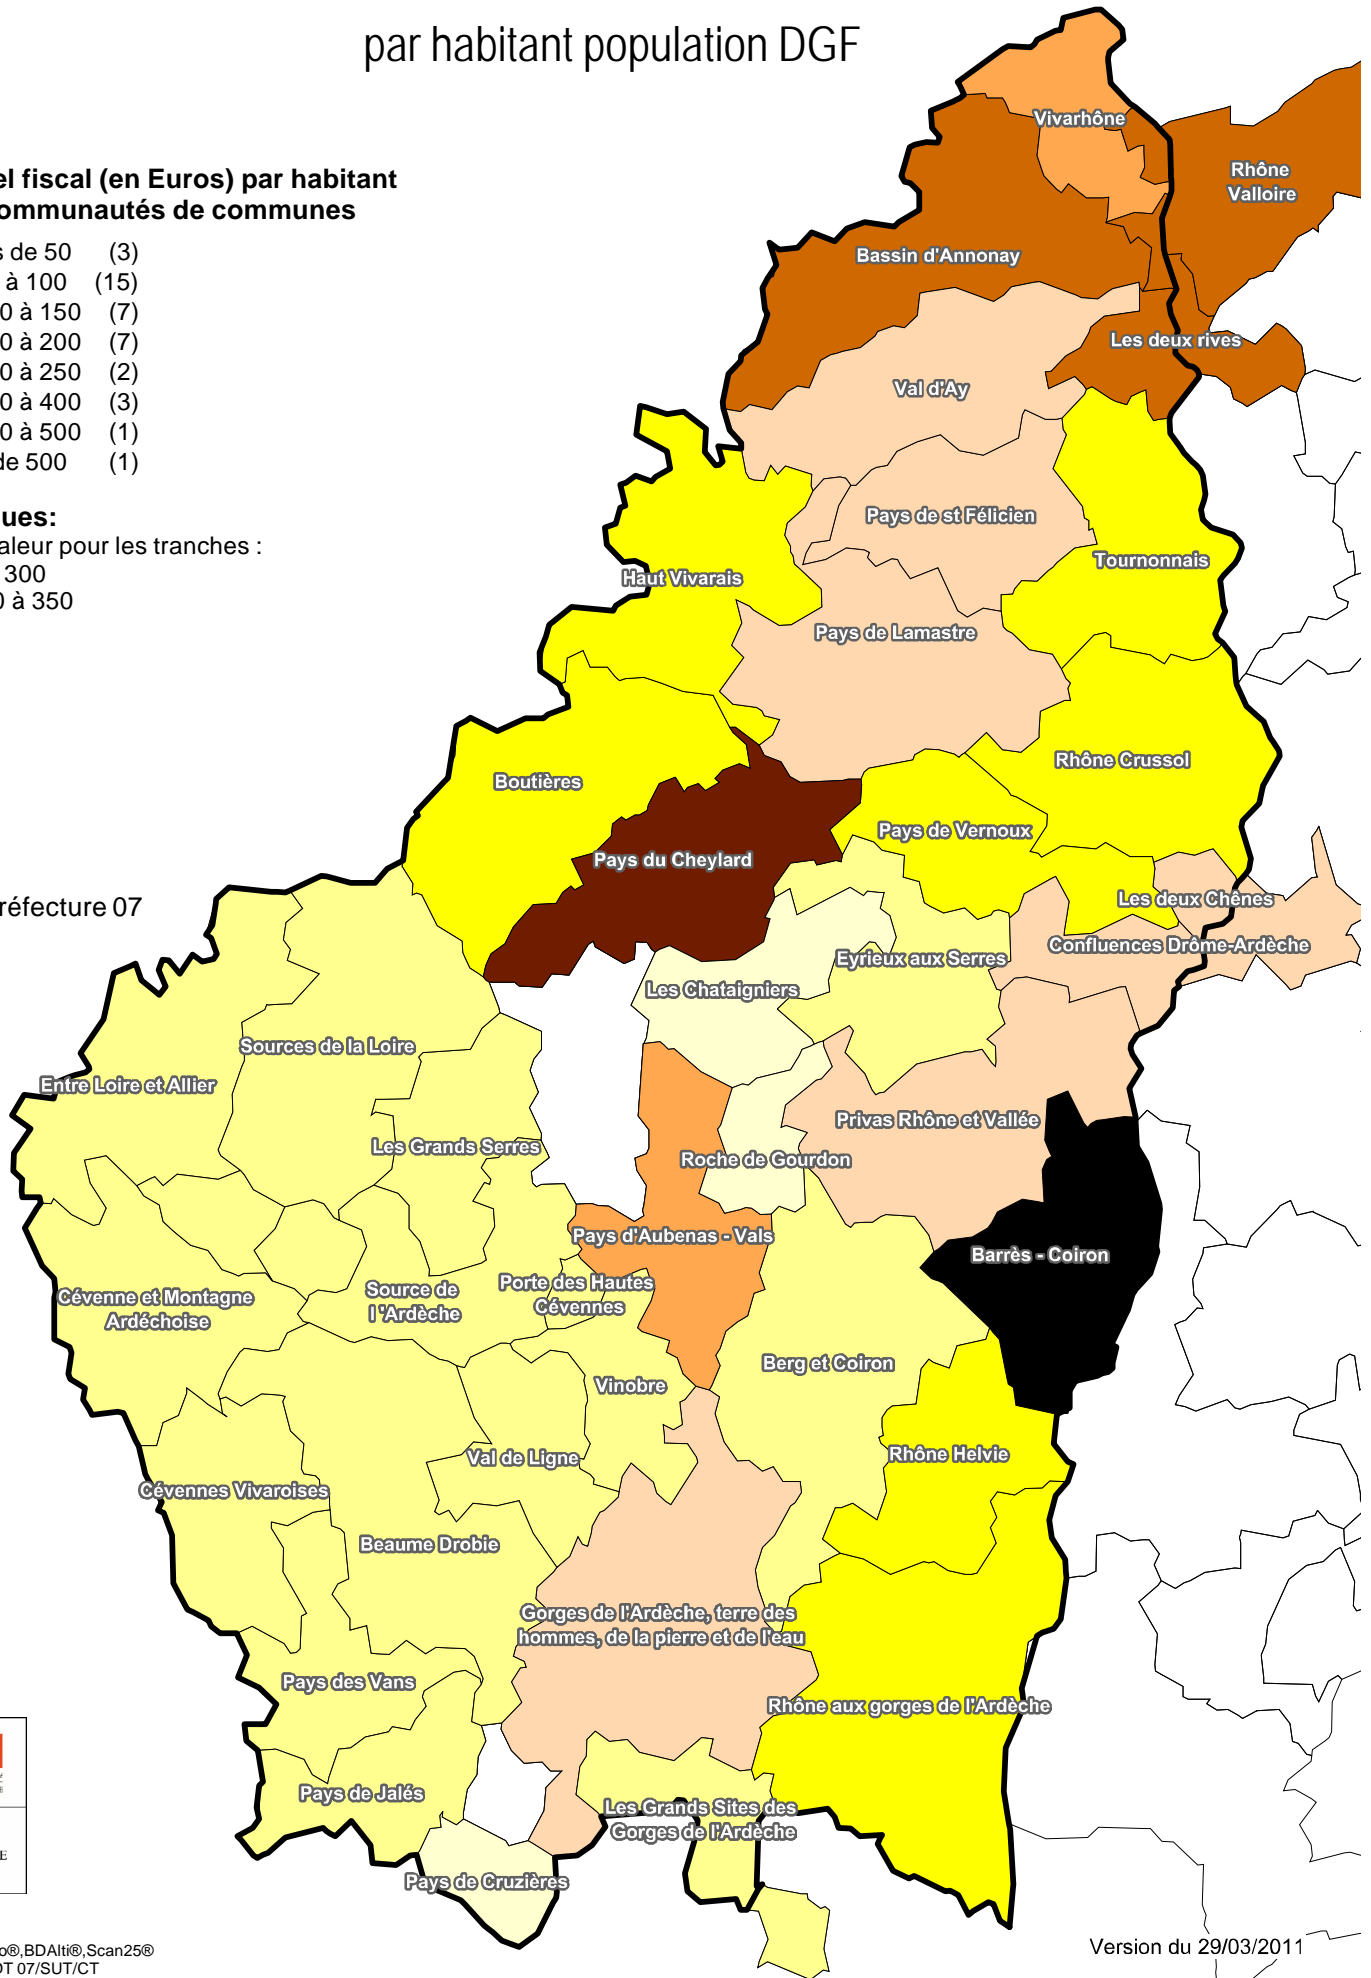 par habitant population DGF
el fiscal (en Euros) par habitant
ommunautés de communes
s de 50 (3)
à 100 (15)
0 à 150 (7)
0 à 200 (7)
0 à 250 (2)
0 à 400 (3)
0 à 500 (1)
de 500 (1)
ues:
aleur pour les tranches :
300
0 à 350
réfecture 07
Vivarhône
Rhône
Valloire
Bassin d'Annonay
Les deux rives
Val d'Ay
Pays de st Félicien
Tournonnais
Haut Vivarais
Pays de Lamastre
Rhône Crussol
Boutières
Pays de Vernoux
Pays du Cheylard
Les deux Chênes
Confluences Drôme-Ardèche
Eyrieux aux Serres
Les Chataigniers
Sources de la Loire
Entre Loire et Allier
Privas Rhône et Vallée
Les Grands Serres
Roche de Gourdon
Pays d'Aubenas - Vals
Barrès - Coiron
Porte des Hautes
Cévennes
Source de
l 'Ardèche
Cévenne et Montagne
Ardéchoise
Berg et Coiron
Vinobre
Rhône Helvie
Val de Ligne
Cévennes Vivaroises
Beaume Drobie
Gorges de l'Ardèche, terre des
hommes, de la pierre et de l'eau
Pays des Vans
Rhône aux gorges de l'Ardèche
Pays de Jalés
Les Grands Sites des
Gorges de l'Ardèche
E
Pays de Cruzières
o®,BDAlti®,Scan25®
OT 07/SUT/CT
Version du 29/03/2011